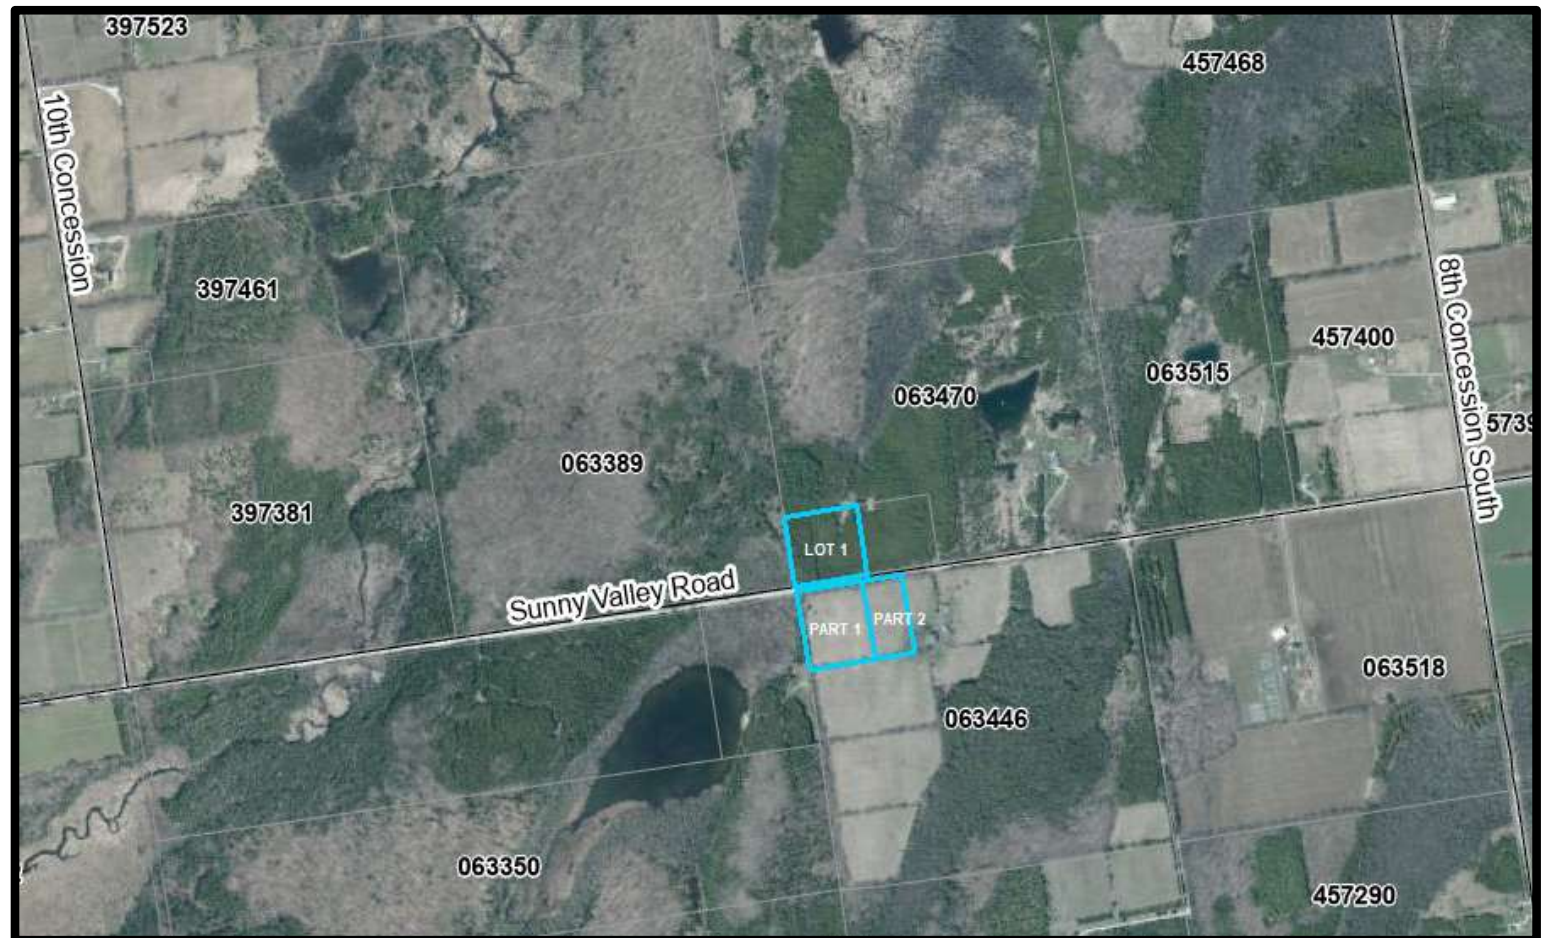 397523
457468
10th Concession
8th Concession South
397461
457400
063515
063470
063389
397381
LOT 1
Sunny Valley Road
PART 1
PART 2
063518
063446
063350
457290